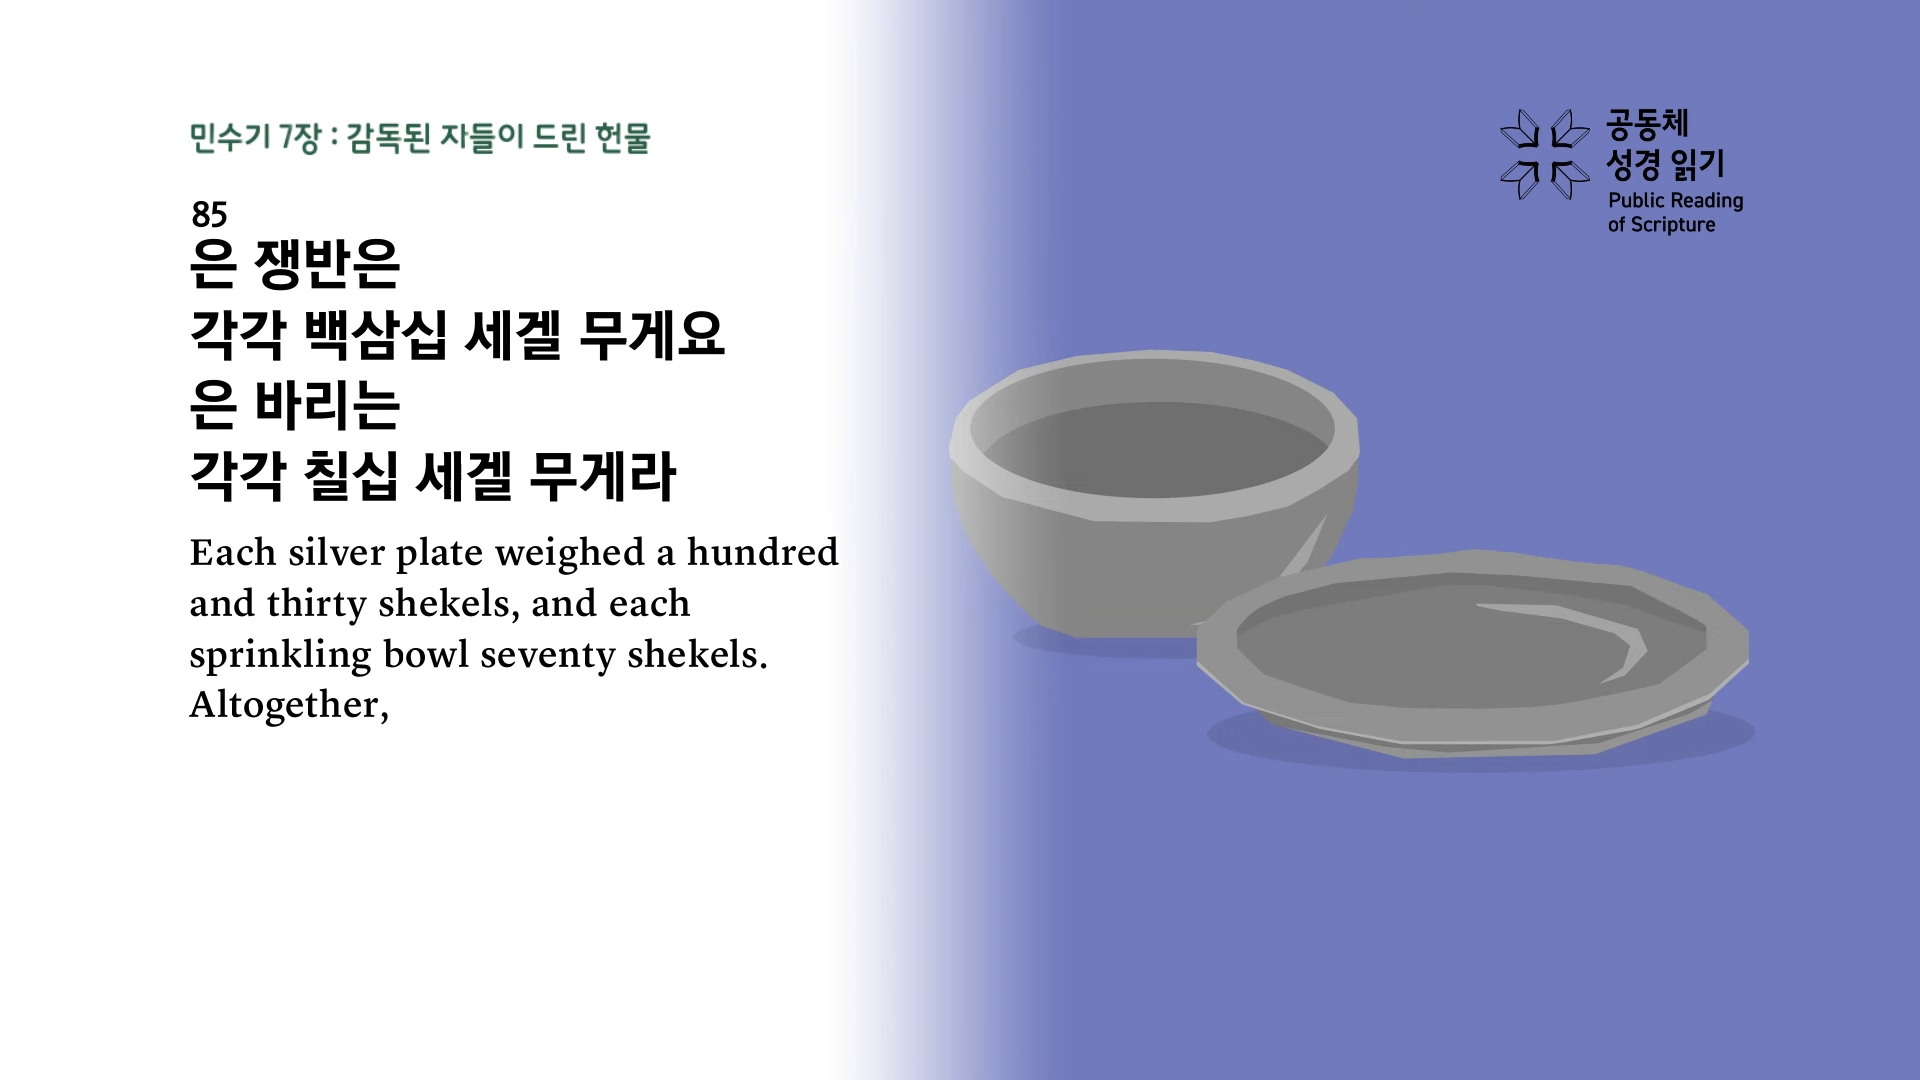 민수기 7장 : 감독된 자들이 드린 헌물
85
은 쟁반은
각각 백삼십 세겔 무게요
은 바리는
각각 칠십 세겔 무게라
Each silver plate weighed a hundred
and thirty shekels, and each
sprinkling bowl seventy shekels.
Altogether,
공동체
성경 읽기
Public Reading
of Scripture